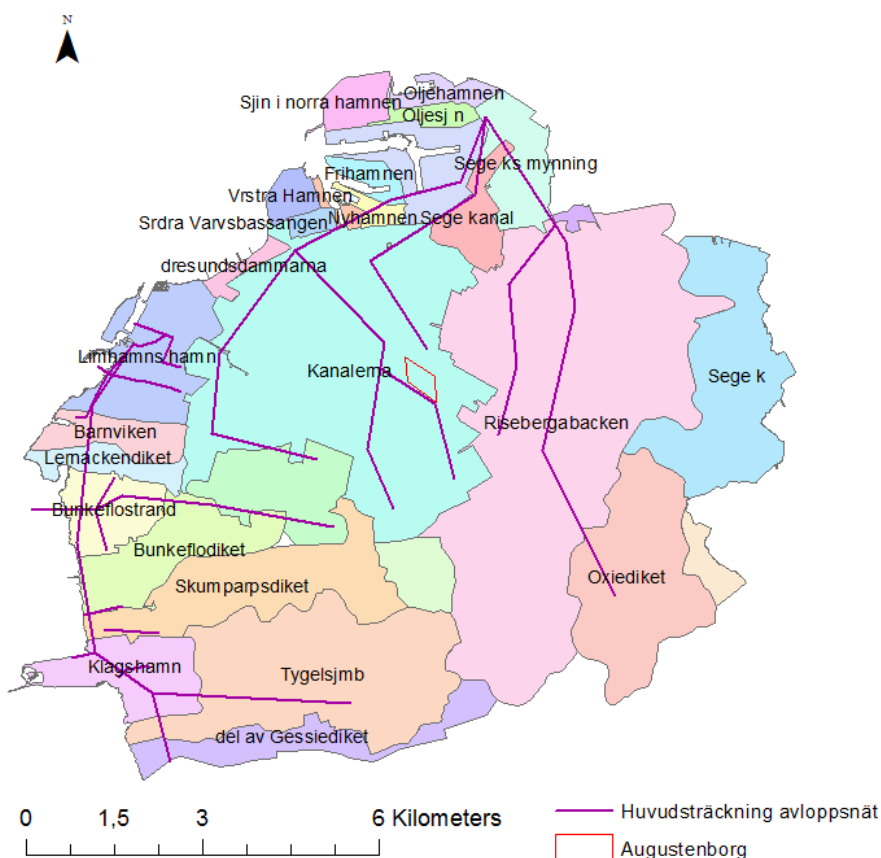 N
Oljehamnen
Sjin i norra hamnen
Oljesj n
Sege ks mynning
Frihamnen
Vrstra Hamnen
Srdra Varvsbassangen
Nyhamnen
Sege kanal
dresundsdammarna
Limhamns hamn
Kanalerna
Sege k
Risebergabacken
Barnviken
Lernackendiket
Bunkeflostrand
Bunkeflodiket
Skumparpsdiket
Oxiediket
Klagshamn
Tygelsjmb
del av Gessiediket
0 1,5 3 6 Kilometers
Huvudsträckning avloppsnät
Augustenborg